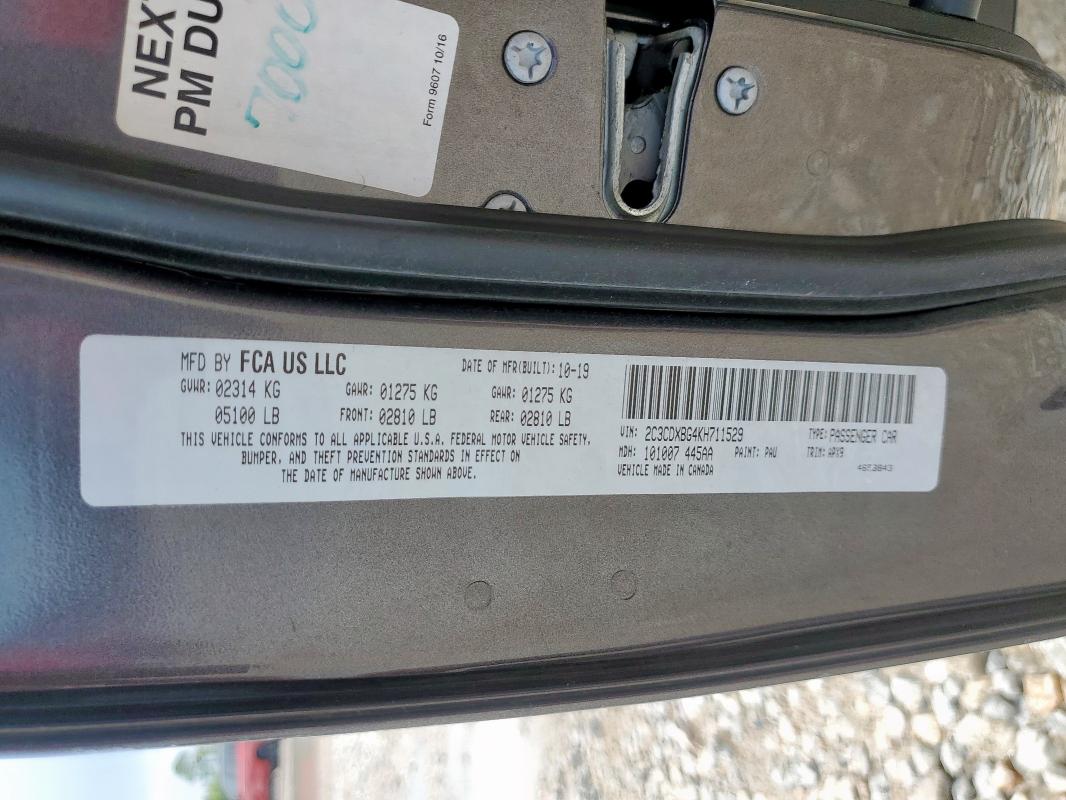 NEX
PM DU
7000
Form 9607 10/16
MFD BY FCA US LLC
DATE OF MFR(BUILT): 10-19
GVWR: 02314 KG GAWR: 01275 KG GAWR: 01275 KG
05100 LB FRONT: 02810 LB REAR: 02810 LB
THIS VEHICLE CONFORMS TO ALL APPLICABLE U.S.A. FEDERAL MOTOR VEHICLE SAFETY,
BUMPER, AND THEFT PREVENTION STANDARDS IN EFFECT ON
THE DATE OF MANUFACTURE SHOWN ABOVE.
VIN: 2C3CDXBG4KH711529 TYPE: PASSENGER CAR
MDH: 101007 445AA PAINT: PAU TRIM: APX9
VEHICLE MADE IN CANADA